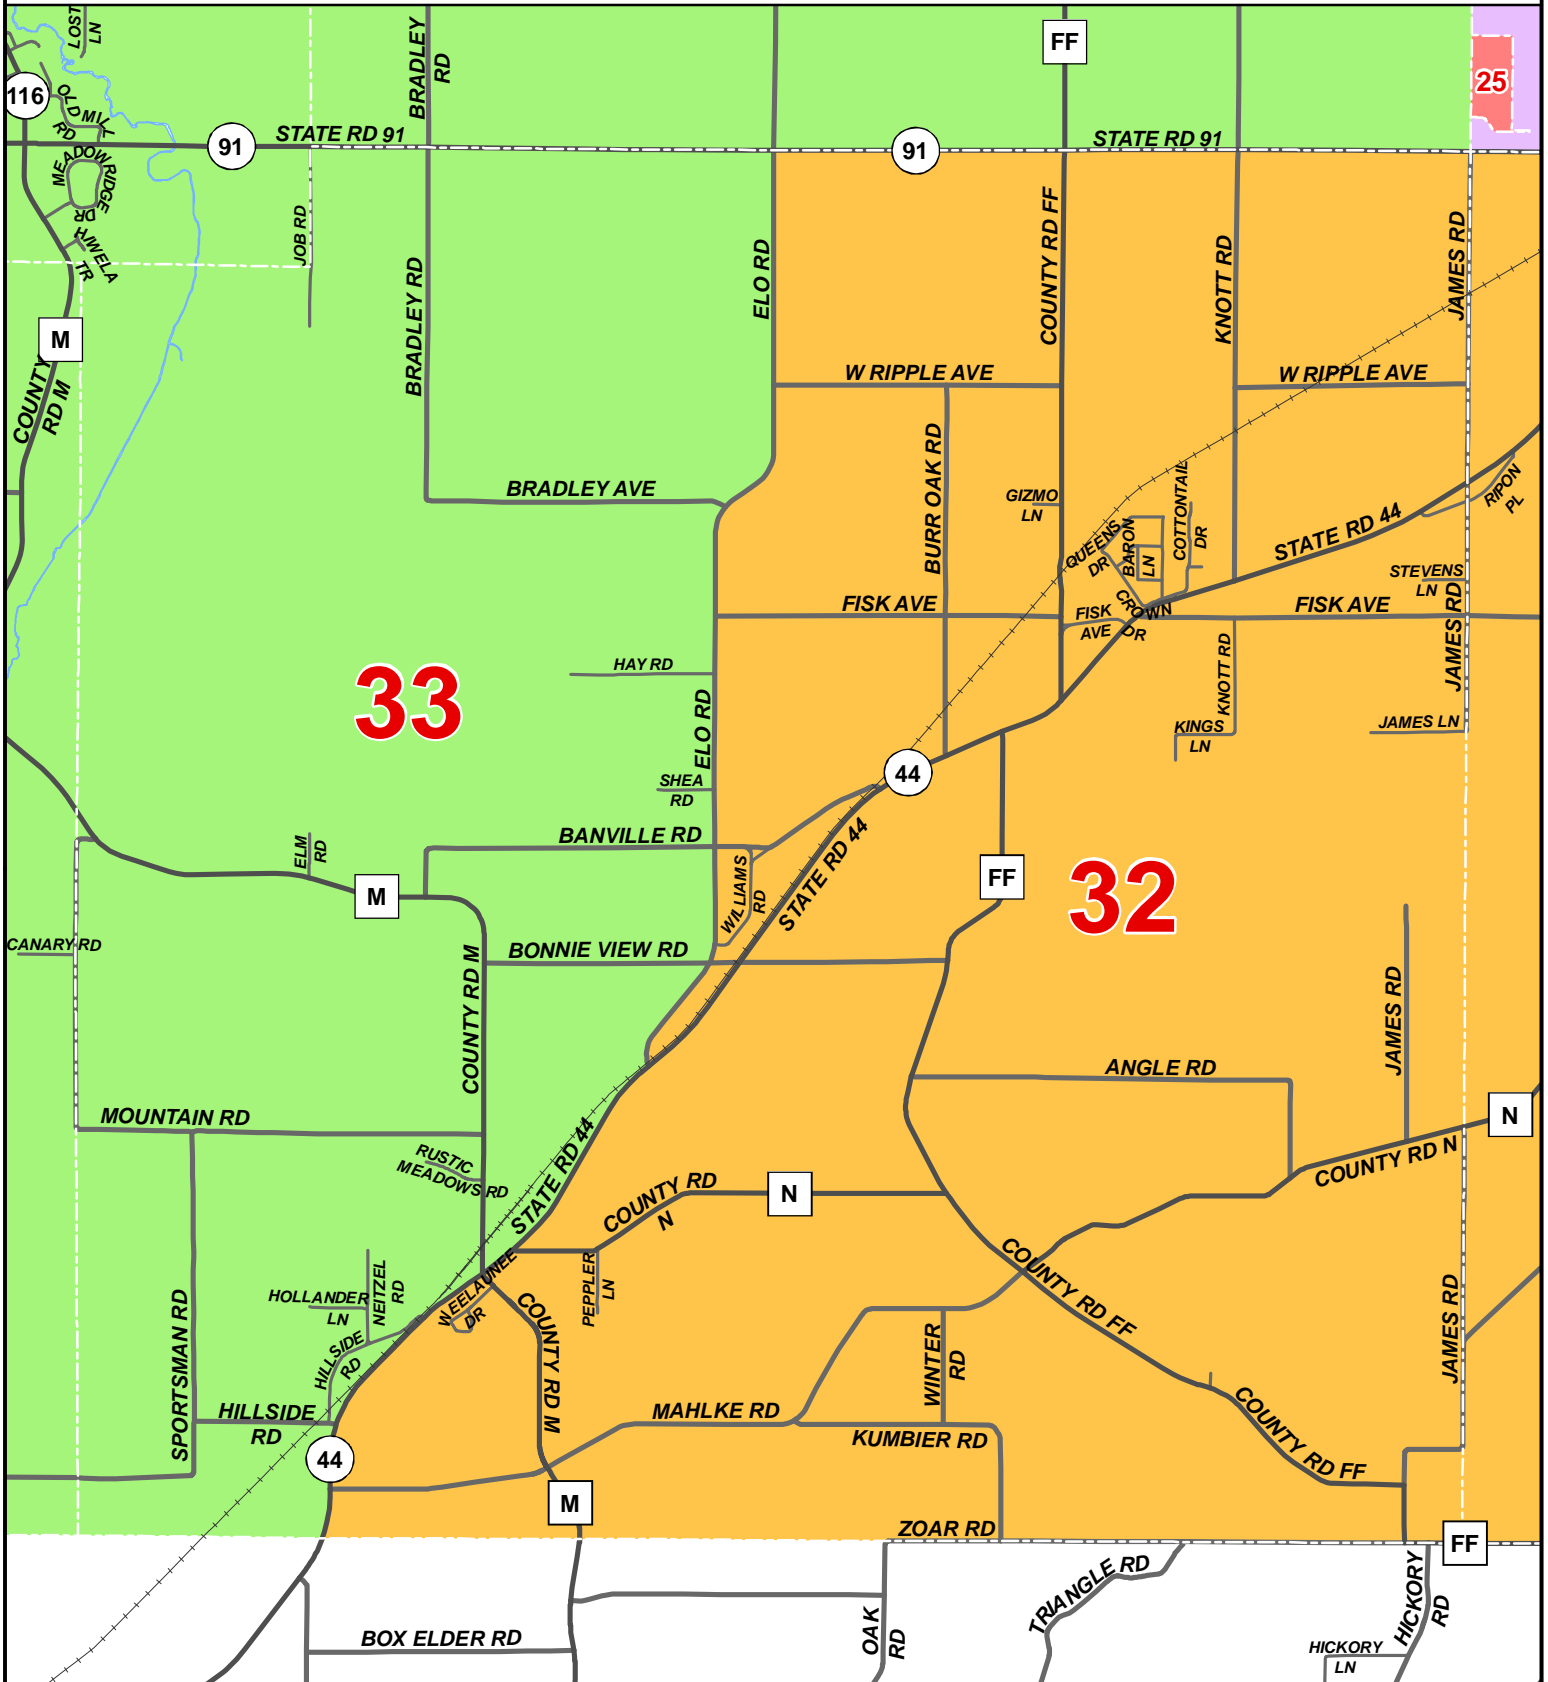 LOST
LN
BRADLEY
RD
FF
25
116
OLD MILL
RD
STATE RD 91
91
91
STATE RD 91
MEADOWRIDGE
DR
HIWELA
TR
JOB RD
BRADLEY RD
ELO RD
COUNTY RD FF
KNOTT RD
JAMES RD
M
COUNTY
RD M
W RIPPLE AVE
W RIPPLE AVE
BURR OAK RD
BRADLEY AVE
GIZMO
LN
QUEENS
DR
BARON
LN
COTTONTAIL
DR
STATE RD 44
RIPON
PL
STEVENS
LN
CROWN
DR
FISK AVE
FISK
AVE
FISK AVE
JAMES RD
HAY RD
KNOTT RD
33
ELO RD
KINGS
LN
JAMES LN
44
SHEA
RD
BANVILLE RD
STATE RD 44
ELM
RD
WILLIAMS
RD
FF
32
M
CANARY RD
BONNIE VIEW RD
COUNTY RD M
JAMES RD
ANGLE RD
MOUNTAIN RD
N
RUSTIC
MEADOWS RD
STATE RD 44
COUNTY RD N
COUNTY RD
N
N
COUNTY RD FF
WEELAUNEE
DR
PEPPLER
LN
HOLLANDER
LN
NEITZEL
RD
COUNTY RD M
HILLSIDE
RD
SPORTSMAN RD
WINTER
RD
JAMES RD
HILLSIDE
RD
MAHLKE RD
KUMBIER RD
COUNTY RD FF
44
M
ZOAR RD
FF
TRIANGLE RD
HICKORY
RD
OAK
RD
BOX ELDER RD
HICKORY
LN